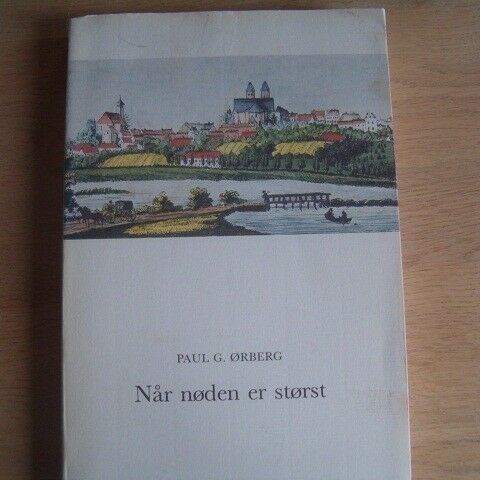 PAUL G. ØRBERG
Når nøden er størst